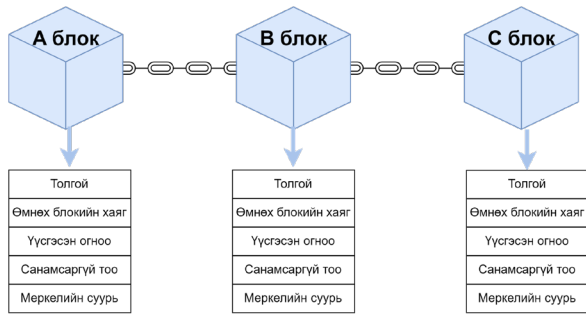 А блок
В блок
С блок
Толгой
Өмнөх блокийн хаяг
Үүсгэсэн огноо
Санамсаргүй тоо
Меркелийн суурь
Толгой
Өмнөх блокийн хаяг
Үүсгэсэн огноо
Санамсаргүй тоо
Меркелийн суурь
Толгой
Өмнөх блокийн хаяг
Үүсгэсэн огноо
Санамсаргүй тоо
Меркелийн суурь